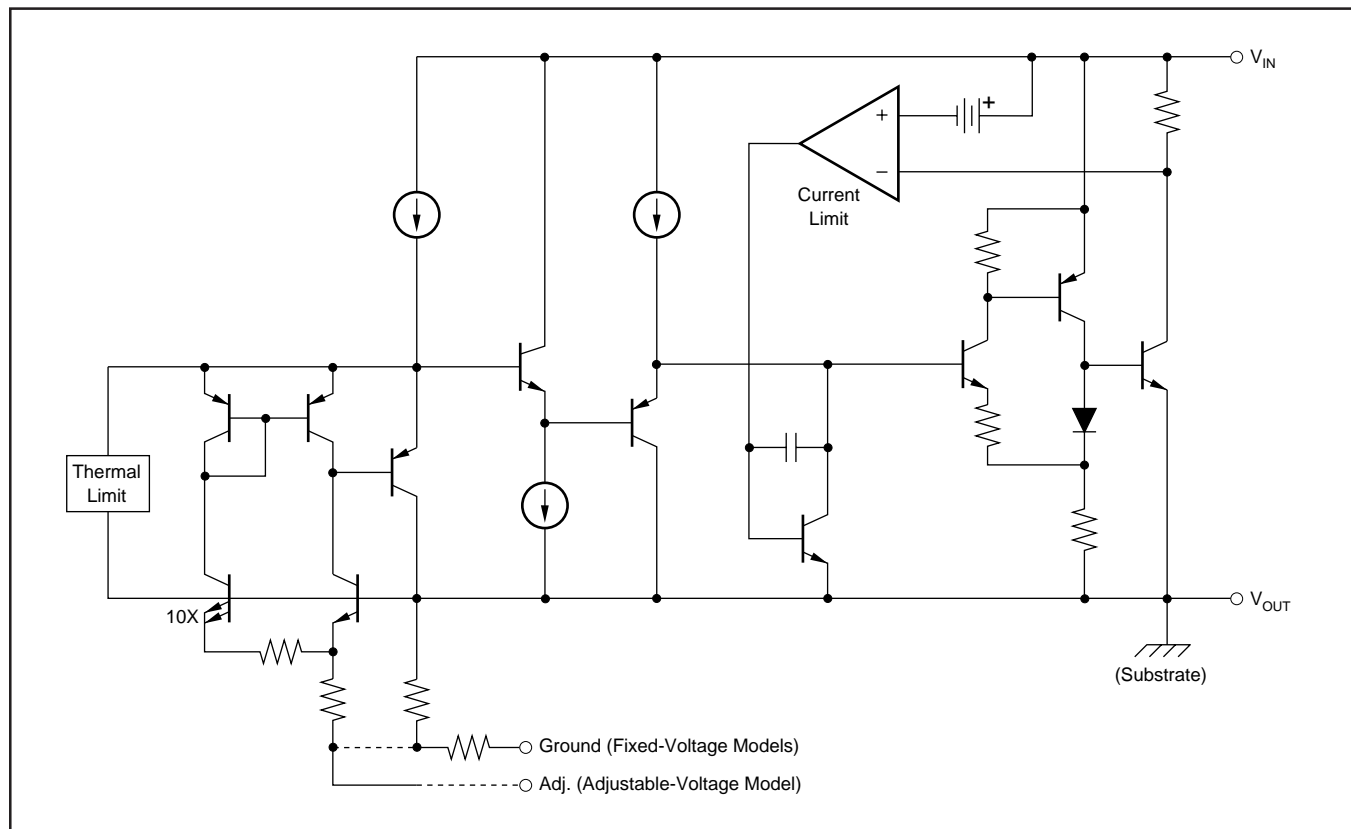 V_IN
+
+
−
Current
Limit
Thermal
Limit
10X
V_OUT
(Substrate)
Ground (Fixed-Voltage Models)
Adj. (Adjustable-Voltage Model)